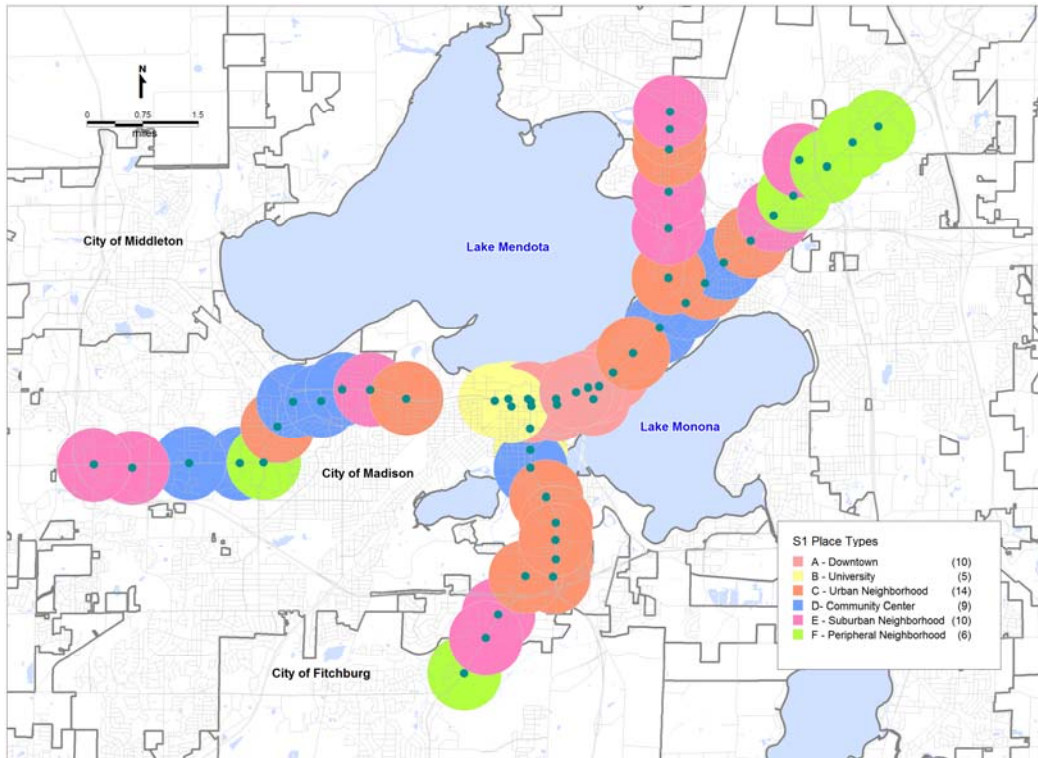 N
0 0.75 1.5
miles
City of Middleton
Lake Mendota
Lake Monona
City of Madison
City of Fitchburg
S1 Place Types
A - Downtown (10)
B - University (5)
C - Urban Neighborhood (14)
D- Community Center (9)
E - Suburban Neighborhood (10)
F - Peripheral Neighborhood (6)